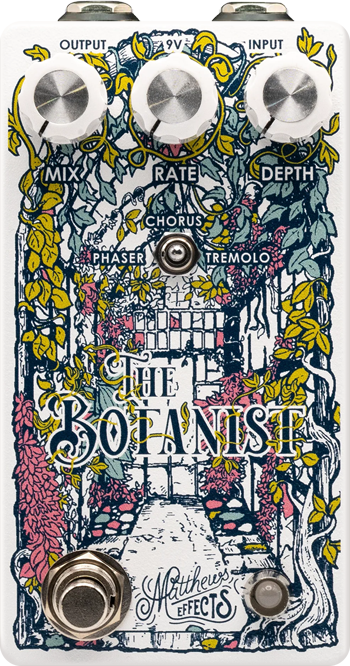 OUTPUT 9V INPUT
MIX RATE DEPTH
CHORUS
PHASER TREMOLO
THE
BOTANIST
Matthews
EFFECTS